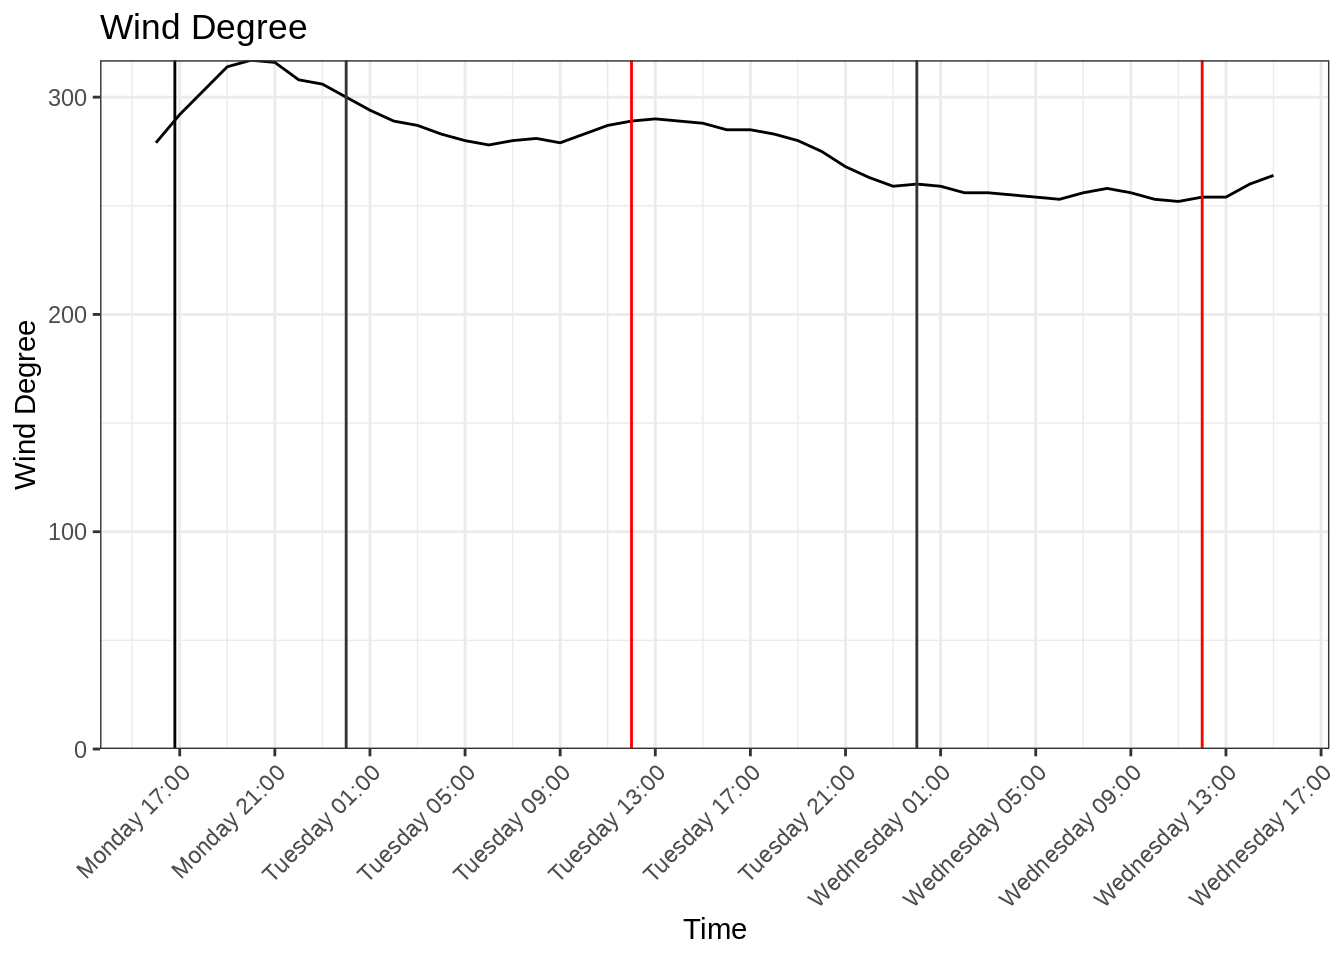 Wind Degree
Wind Degree
300
200
100
0
Monday 17:00
Monday 21:00
Tuesday 01:00
Tuesday 05:00
Tuesday 09:00
Tuesday 13:00
Tuesday 17:00
Tuesday 21:00
Wednesday 01:00
Wednesday 05:00
Wednesday 09:00
Wednesday 13:00
Wednesday 17:00
Time